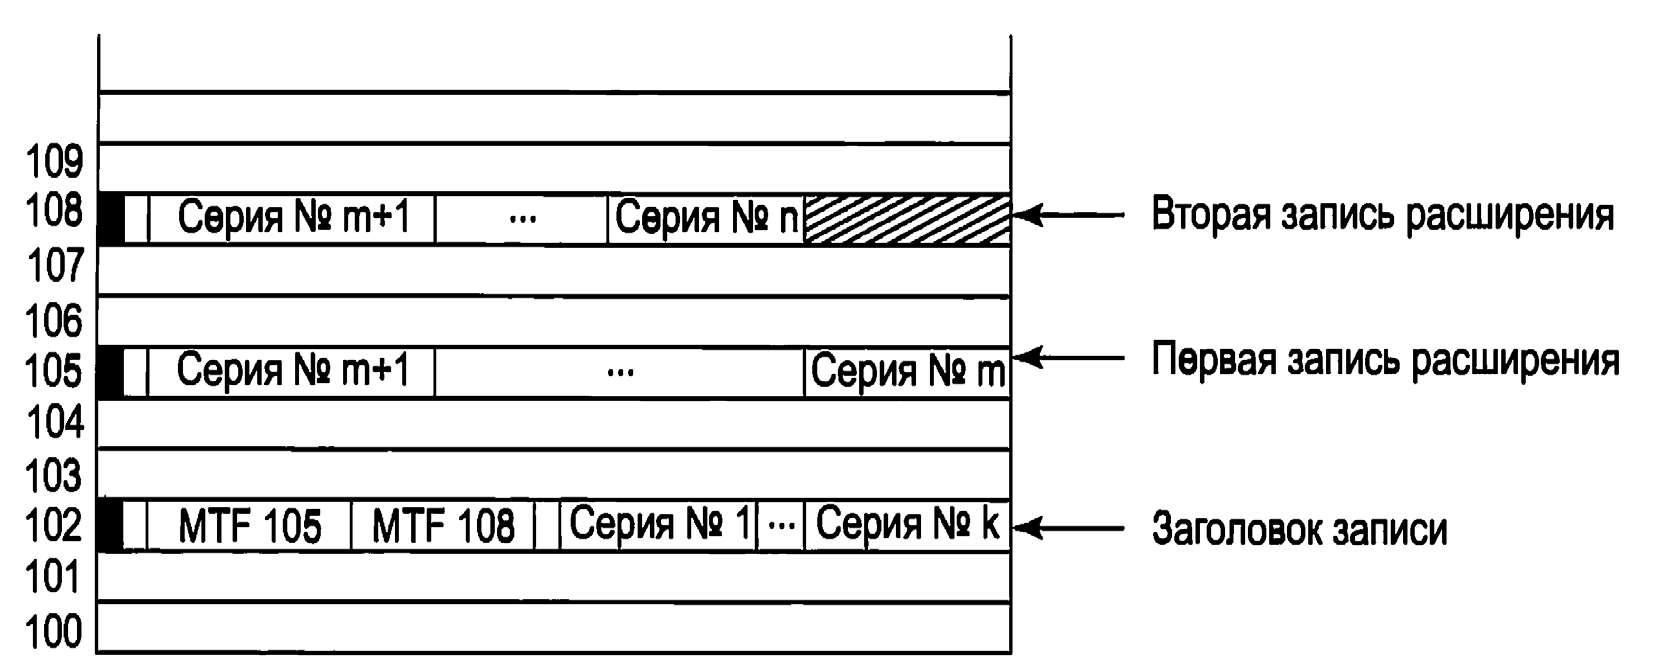 109
108 Серия № m+1 ... Серия № n Вторая запись расширения
107
106
105 Серия № m+1 ... Серия № m Первая запись расширения
104
103
102 MTF 105 MTF 108 Серия № 1 ... Серия № k Заголовок записи
101
100